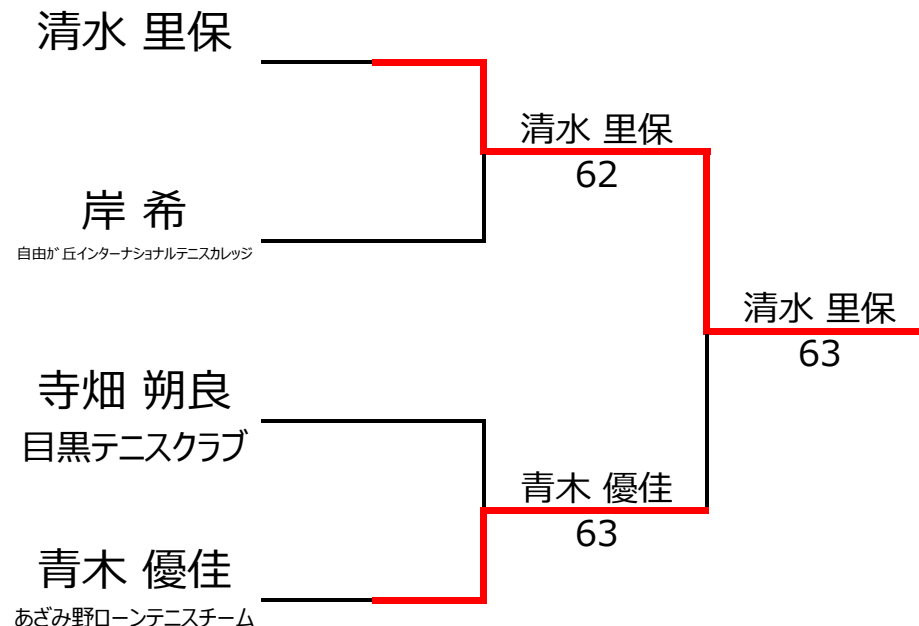 清水 里保
清水 里保
62
岸 希
自由が丘インターナショナルテニスカレッジ
清水 里保
63
寺畑 朔良
目黒テニスクラブ
青木 優佳
63
青木 優佳
あざみ野ローンテニスチーム